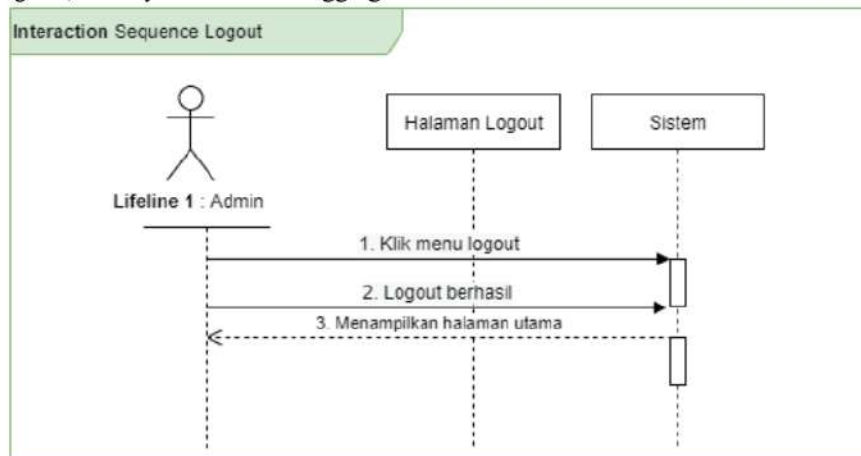 Interaction Sequence Logout
Halaman Logout
Sistem
Lifeline 1 : Admin
1. Klik menu logout
2. Logout berhasil
3. Menampilkan halaman utama